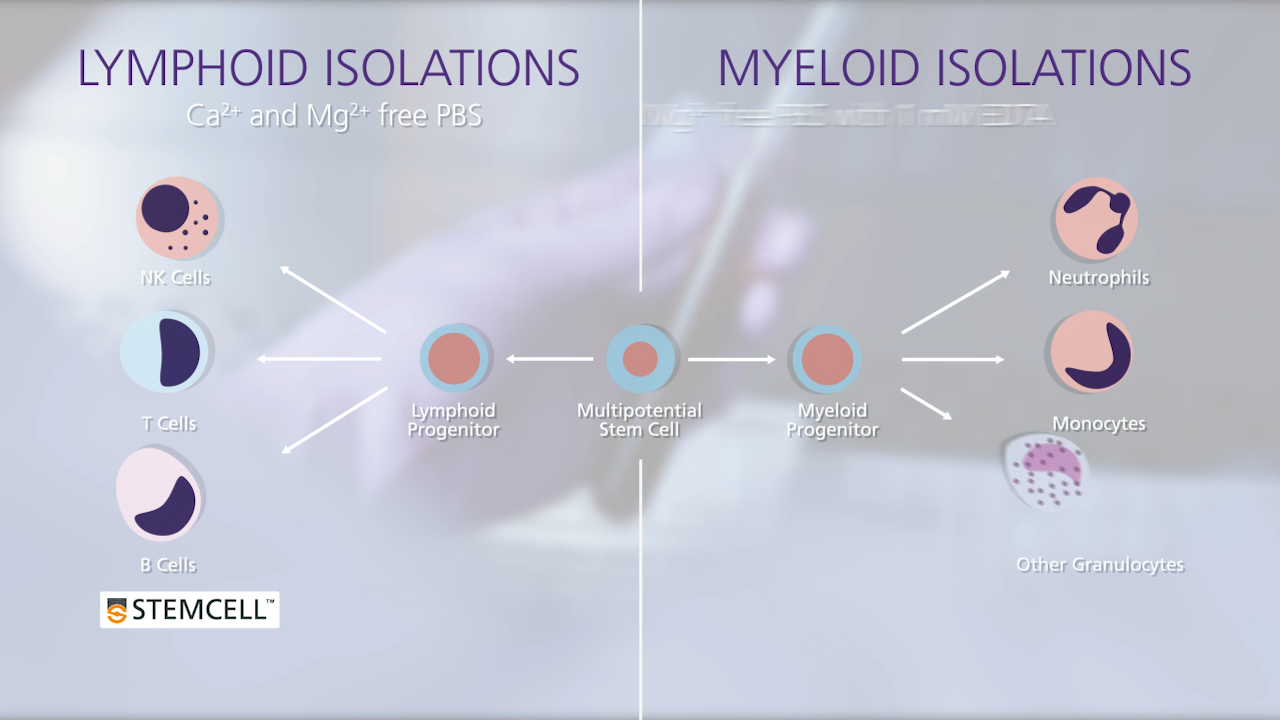 LYMPHOID ISOLATIONS
Ca²⁺ and Mg²⁺ free PBS
MYELOID ISOLATIONS
NK Cells
T Cells
B Cells
Lymphoid
Progenitor
Multipotential
Stem Cell
Myeloid
Progenitor
Neutrophils
Monocytes
Other Granulocytes
STEMCELL™